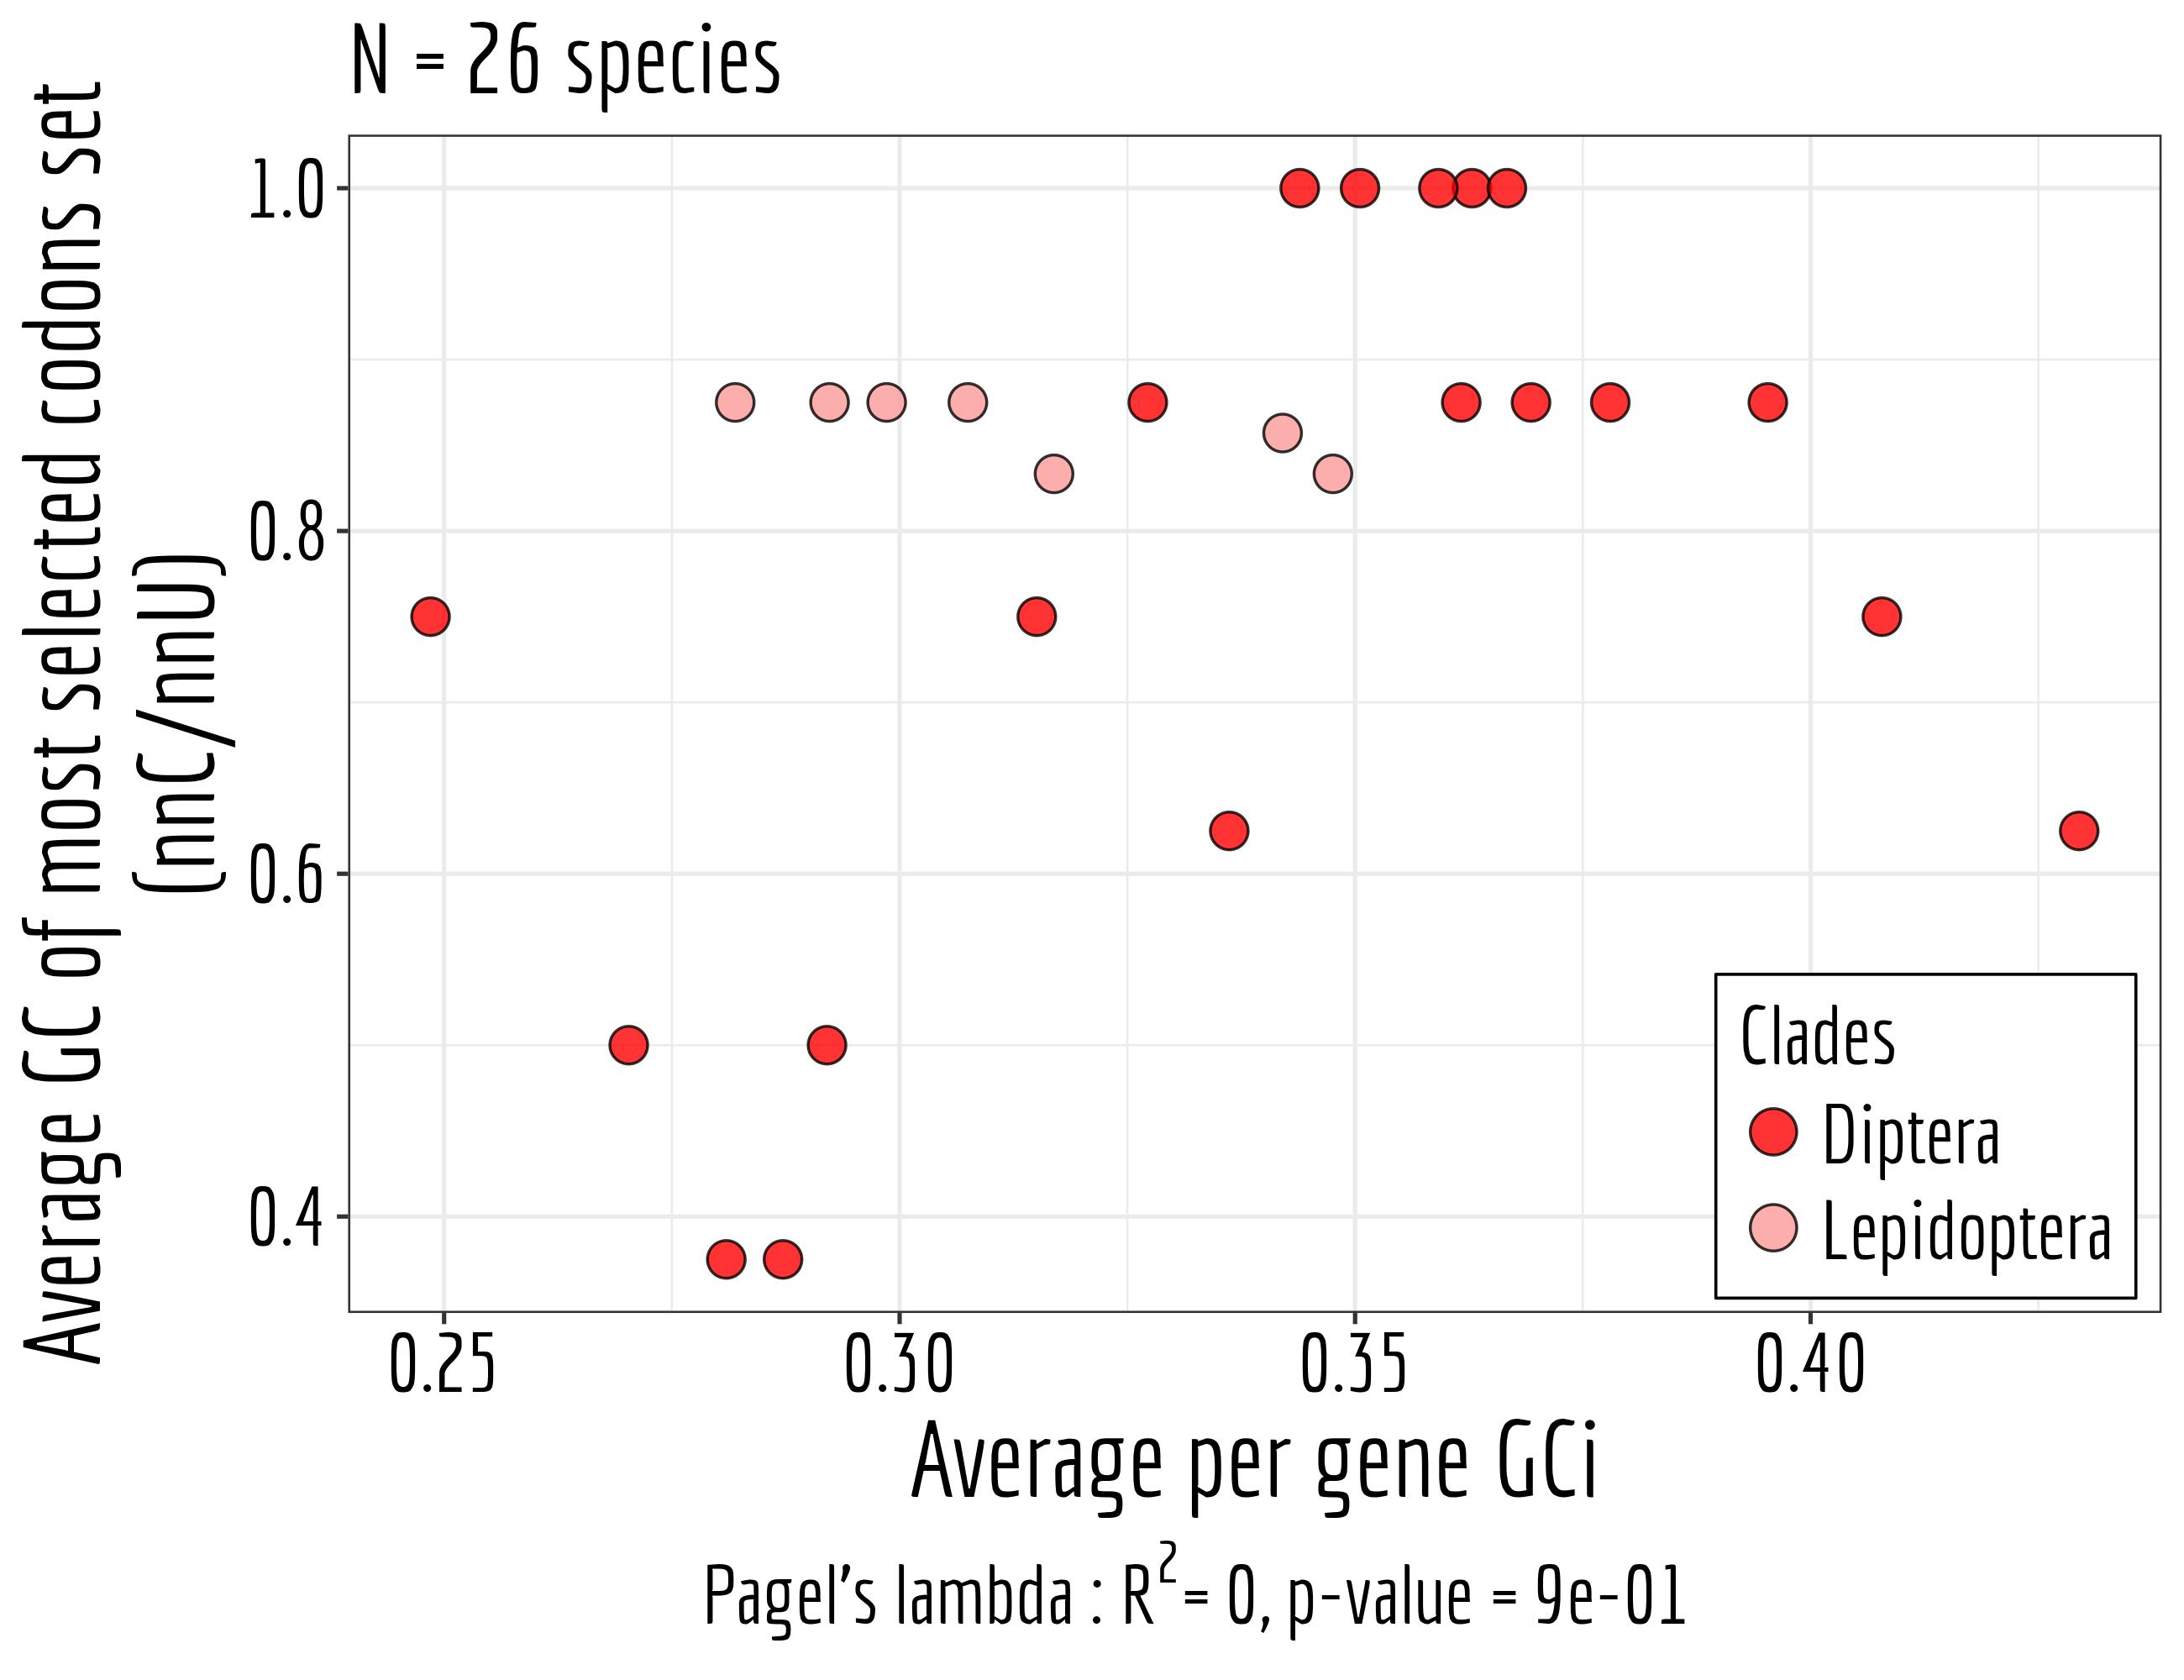 N = 26 species
Average GC of most selected codons set
(nnC/nnU)
1.0
0.8
0.6
0.4
Clades
Diptera
Lepidoptera
0.25 0.30 0.35 0.40
Average per gene GCi
Pagel's lambda : R²= 0, p-value = 9e-01